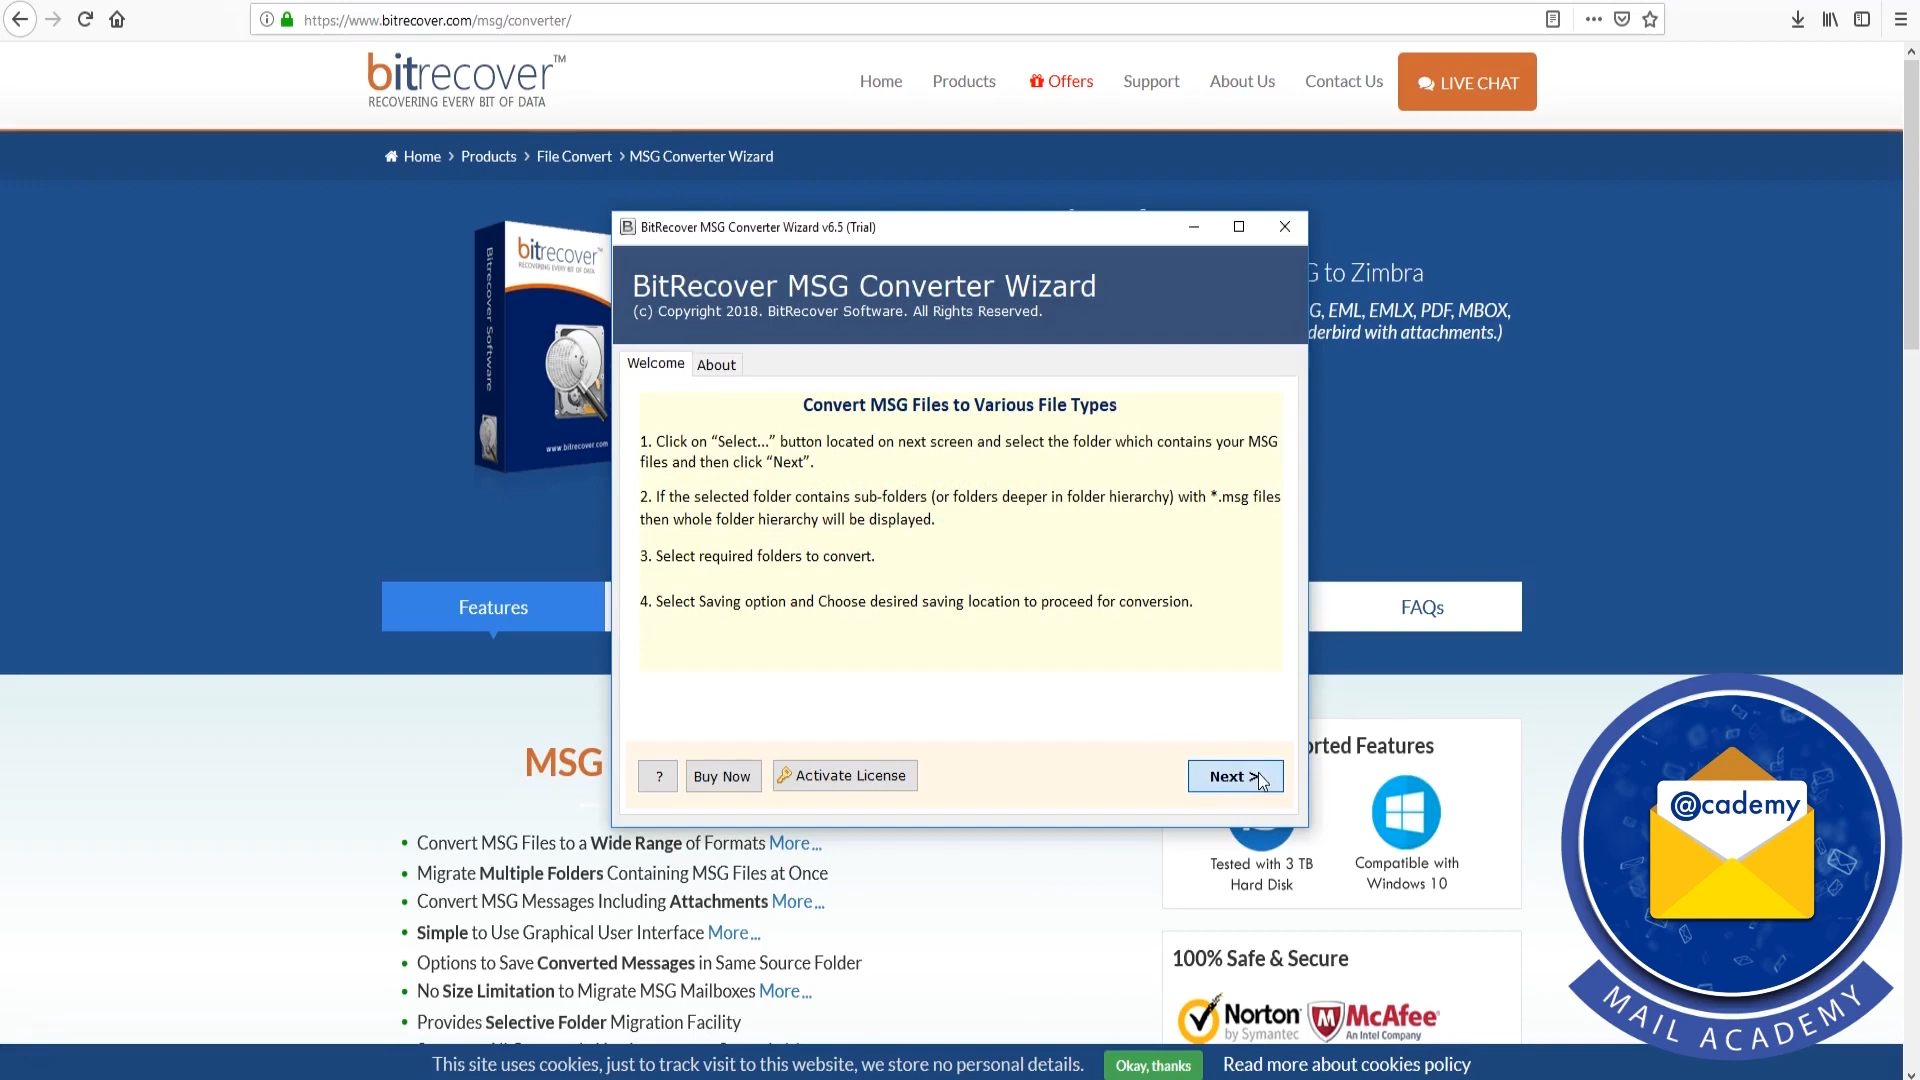 https://www.bitrecover.com/msg/converter/
bitrecover™
RECOVERING EVERY BIT OF DATA
Home Products Offers Support About Us Contact Us LIVE CHAT
Home > Products > File Convert > MSG Converter Wizard
bitrecover
RECOVERING EVERY BIT OF DATA
Bitrecover Software
www.bitrecover.com
G to Zimbra
G, EML, EMLX, PDF, MBOX,
derbird with attachments.)
BitRecover MSG Converter Wizard v6.5 (Trial)
BitRecover MSG Converter Wizard
(c) Copyright 2018. BitRecover Software. All Rights Reserved.
Welcome About
Convert MSG Files to Various File Types
1. Click on “Select...” button located on next screen and select the folder which contains your MSG
files and then click “Next”.
2. If the selected folder contains sub-folders (or folders deeper in folder hierarchy) with *.msg files
then whole folder hierarchy will be displayed.
3. Select required folders to convert.
4. Select Saving option and Choose desired saving location to proceed for conversion.
? Buy Now Activate License Next >
Features FAQs
MSG
Convert MSG Files to a Wide Range of Formats More...
Migrate Multiple Folders Containing MSG Files at Once
Convert MSG Messages Including Attachments More...
Simple to Use Graphical User Interface More...
Options to Save Converted Messages in Same Source Folder
No Size Limitation to Migrate MSG Mailboxes More...
Provides Selective Folder Migration Facility
orted Features
Tested with 3 TB
Hard Disk
Compatible with
Windows 10
100% Safe & Secure
Norton
by Symantec
McAfee
An Intel Company
@cademy
MAIL ACADEMY
This site uses cookies, just to track visit to this website, we store no personal details. Okay, thanks Read more about cookies policy